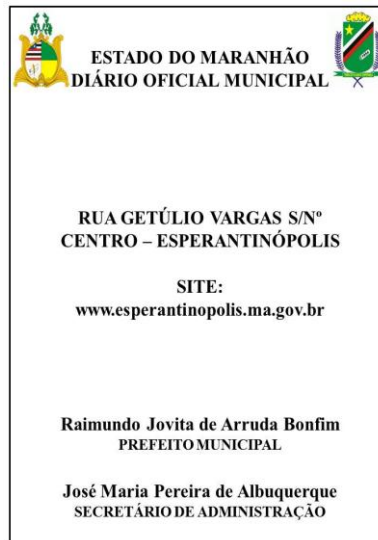 ESTADO DO MARANHÃO
DIÁRIO OFICIAL MUNICIPAL
RUA GETÚLIO VARGAS S/Nº
CENTRO – ESPERANTINÓPOLIS
SITE:
www.esperantinopolis.ma.gov.br
Raimundo Jovita de Arruda Bonfim
PREFEITO MUNICIPAL
José Maria Pereira de Albuquerque
SECRETÁRIO DE ADMINISTRAÇÃO